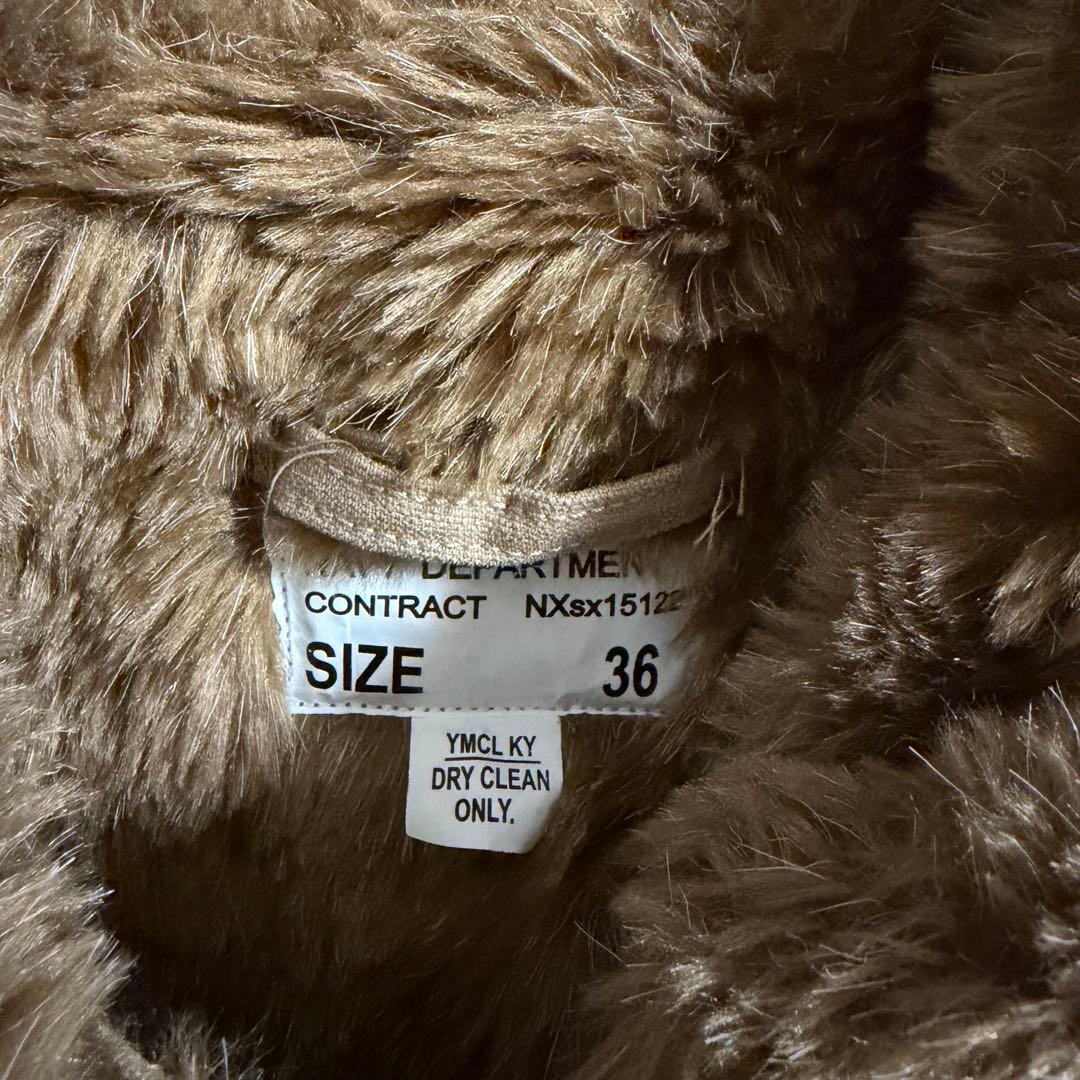 DEPARTMEN
CONTRACT NXsx15122
SIZE 36
YMCL KY
DRY CLEAN
ONLY.